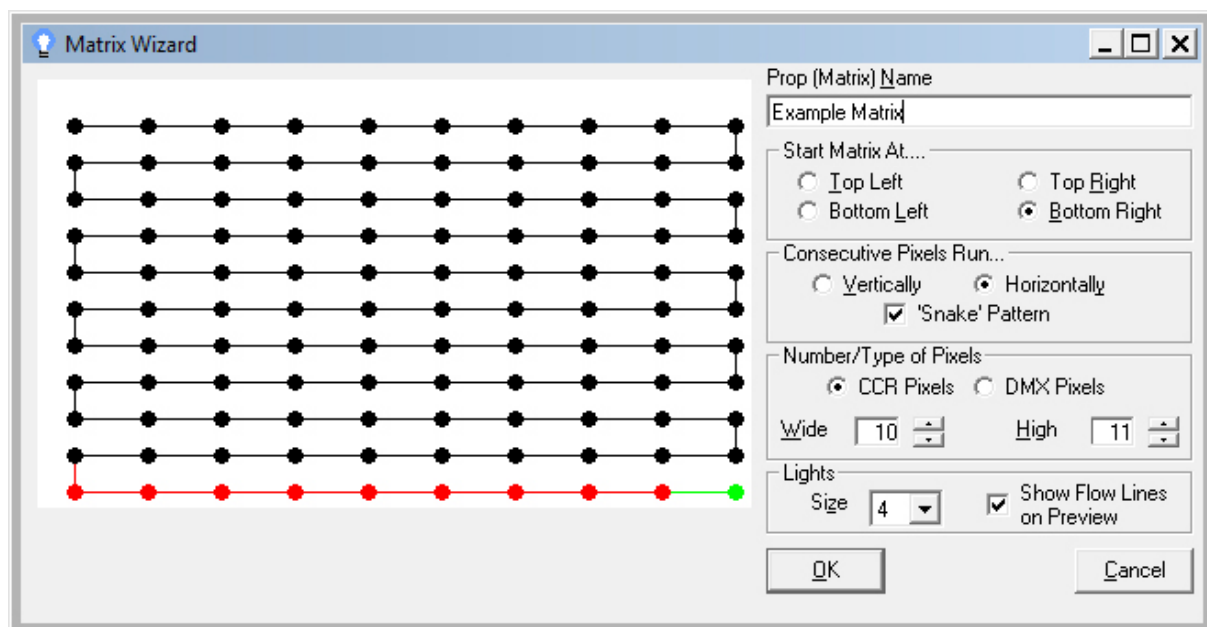 Matrix Wizard
Prop (Matrix) Name
Example Matrix
Start Matrix At....
Top Left
Top Right
Bottom Left
Bottom Right
Consecutive Pixels Run...
Vertically
Horizontally
'Snake' Pattern
Number/Type of Pixels
CCR Pixels
DMX Pixels
Wide 10
High 11
Lights
Size 4
Show Flow Lines
on Preview
OK
Cancel